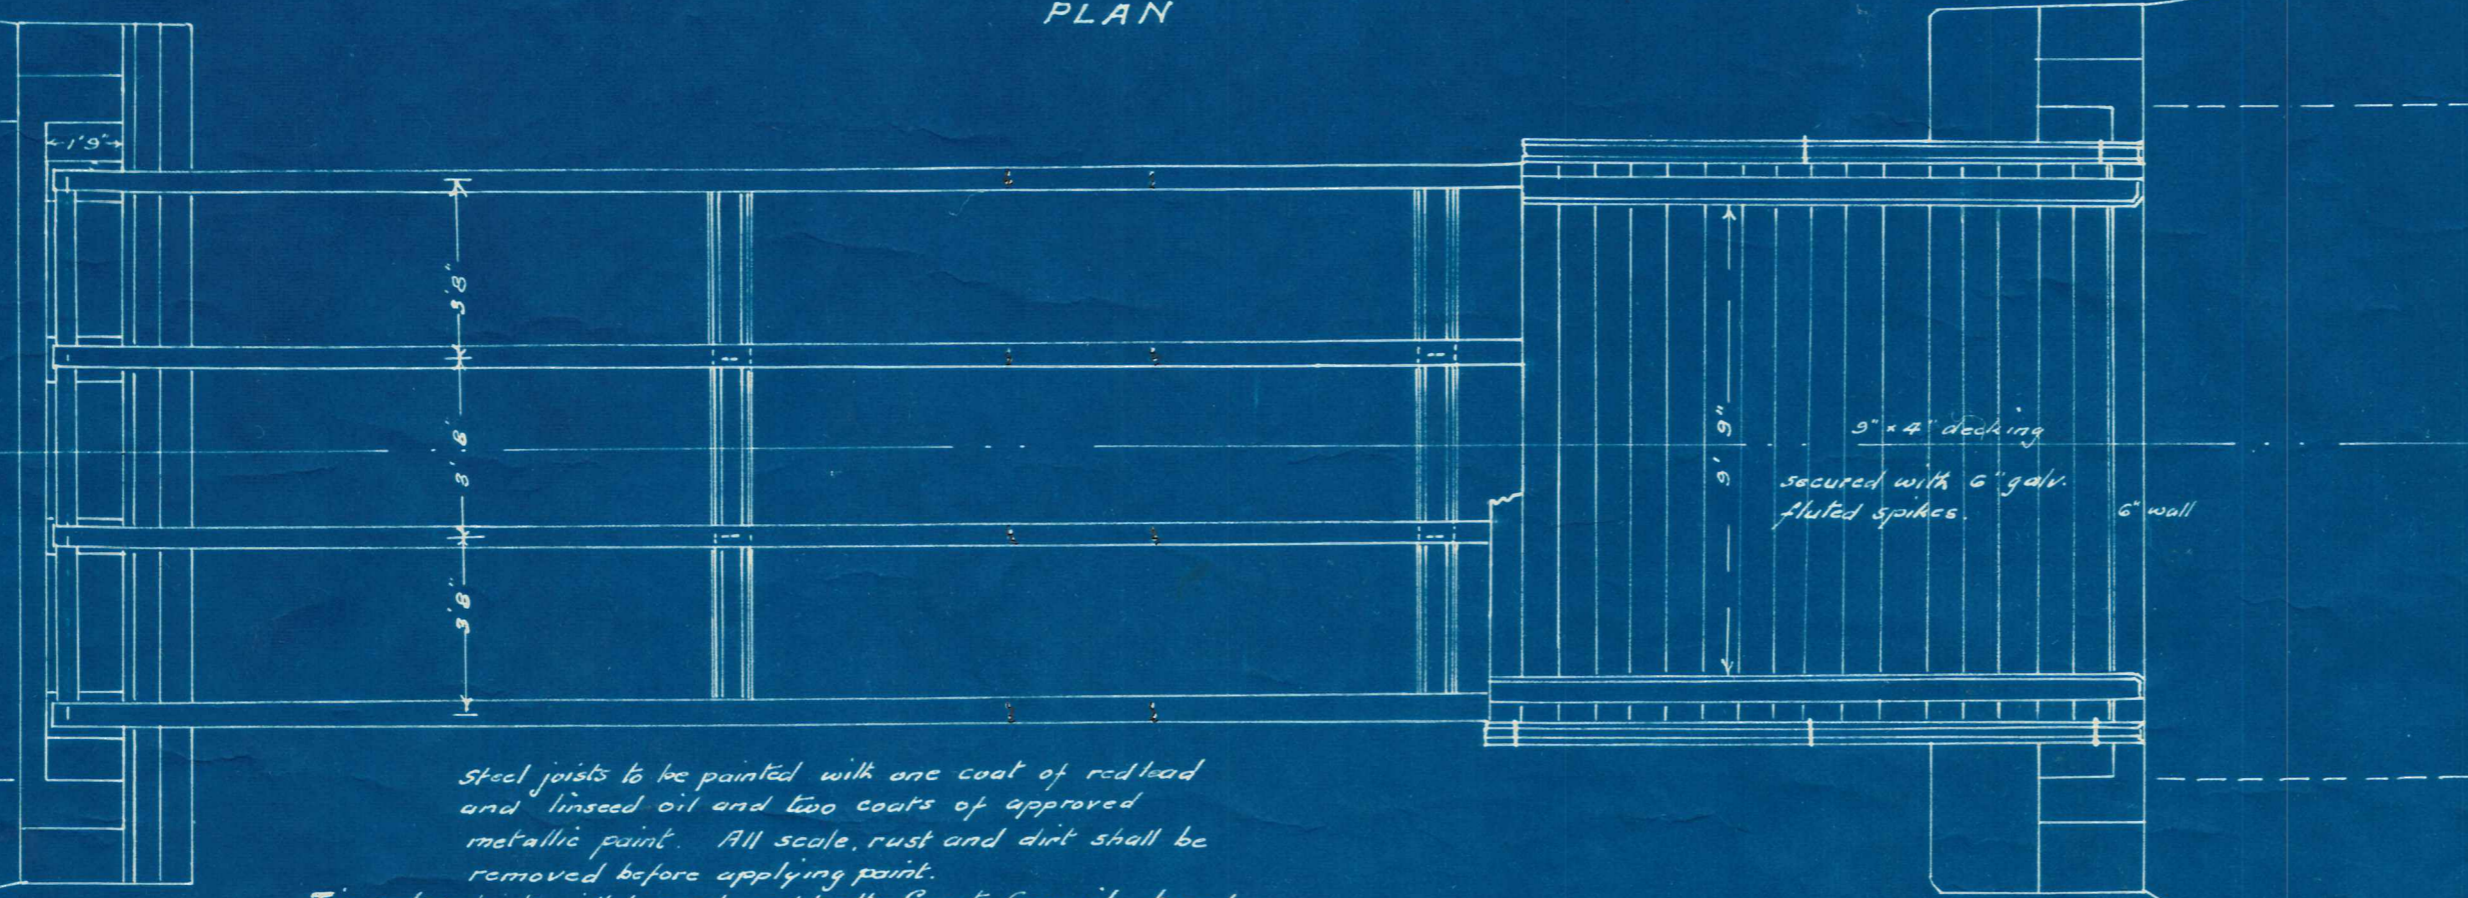 PLAN
1'9"
3'8"
3'.8"
3'8"
9'9"
9" x 4" decking
secured with 6" galv.
fluted spikes.
6" wall
Steel joists to be painted with one coat of red lead
and linseed oil and two coats of approved
metallic paint. All scale, rust and dirt shall be
removed before applying paint.